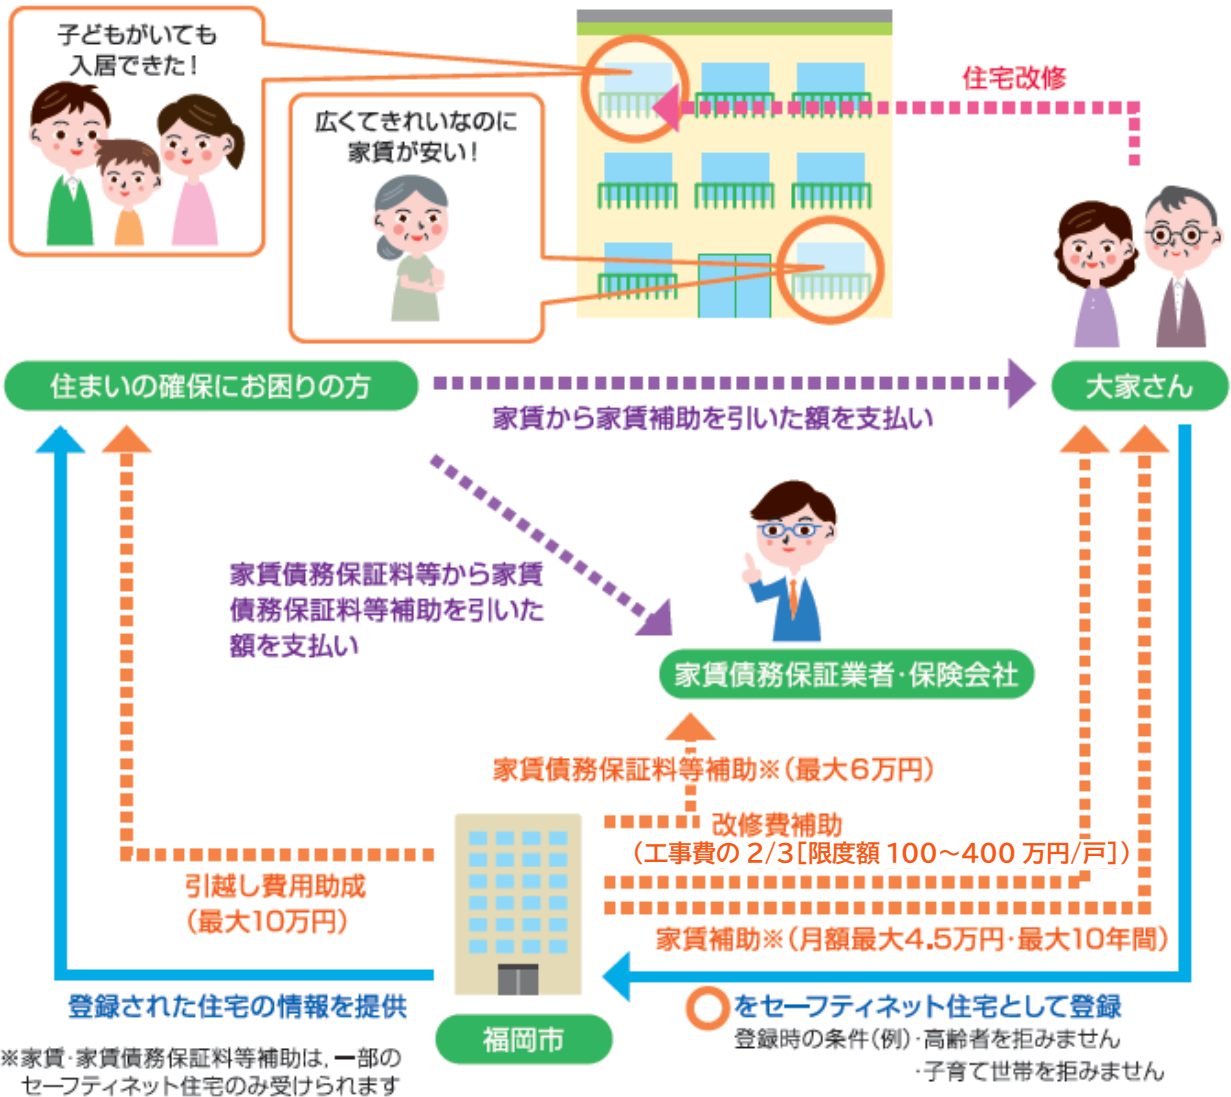 子どもがいても
入居できた！
広くてきれいなのに
家賃が安い！
住宅改修
住まいの確保にお困りの方
大家さん
家賃から家賃補助を引いた額を支払い
家賃債務保証料等から家賃
債務保証料等補助を引いた
額を支払い
家賃債務保証業者・保険会社
家賃債務保証料等補助※（最大6万円）
改修費補助
（工事費の 2/3［限度額 100〜400 万円/戸］）
引越し費用助成
（最大10万円）
家賃補助※（月額最大4.5万円・最大10年間）
登録された住宅の情報を提供
福岡市
をセーフティネット住宅として登録
登録時の条件（例）・高齢者を拒みません
・子育て世帯を拒みません
※家賃・家賃債務保証料等補助は，一部の
セーフティネット住宅のみ受けられます